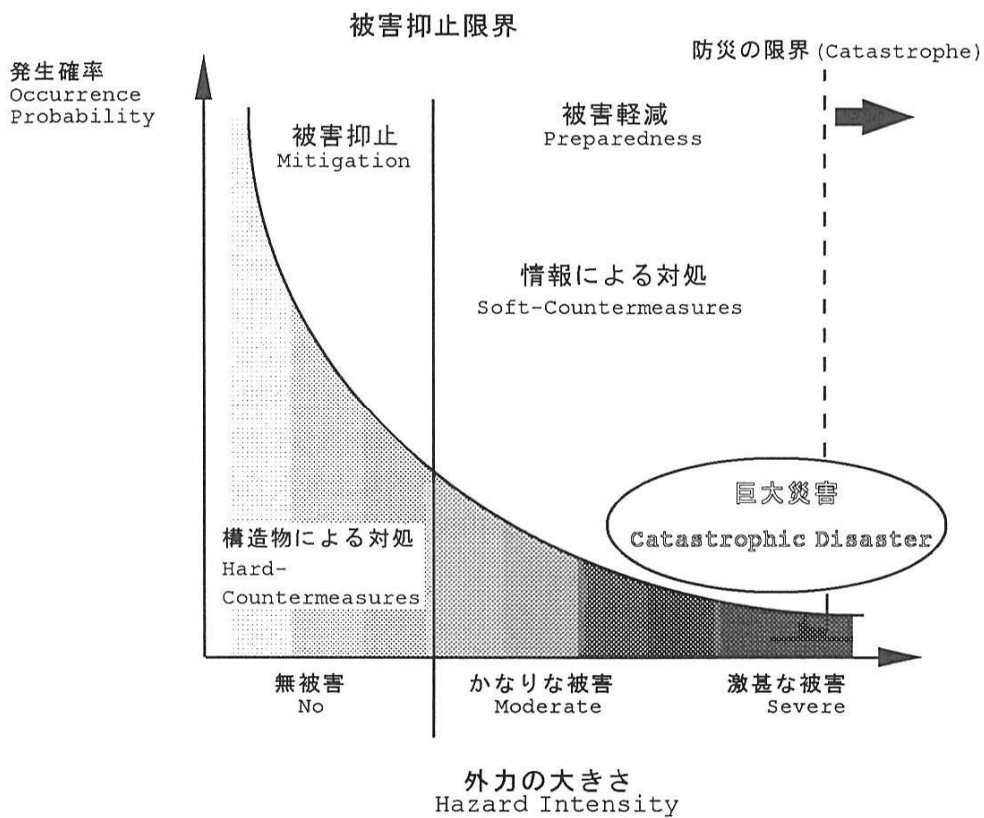 被害抑止限界
防災の限界 (Catastrophe)
発生確率
Occurrence
Probability
被害抑止
Mitigation
被害軽減
Preparedness
情報による対処
Soft-Countermeasures
巨大災害
Catastrophic Disaster
構造物による対処
Hard-
Countermeasures
無被害
No
かなりな被害
Moderate
激甚な被害
Severe
外力の大きさ
Hazard Intensity